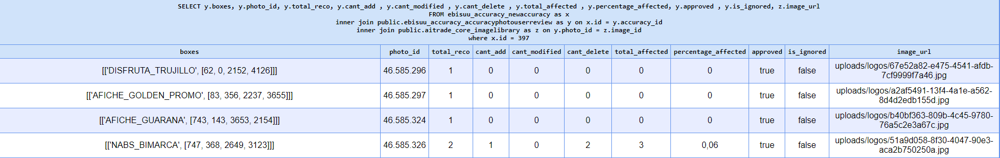 SELECT y.boxes, y.photo_id, y.total_reco, y.cant_add , y.cant_modified , y.cant_delete , y.total_affected , y.percentage_affected, y.approved , y.is_ignored, z.image_url
FROM ebisuu_accuracy_newaccuracy as x
inner join public.ebisuu_accuracy_accuracyphotouserreview as y on x.id = y.accuracy_id
inner join public.aitrade_core_imagelibrary as z on y.photo_id = z.image_id
where x.id = 397
boxes photo_id total_reco cant_add cant_modified cant_delete total_affected percentage_affected approved is_ignored image_url
[['DISFRUTA_TRUJILLO', [62, 0, 2152, 4126]]] 46.585.296 1 0 0 0 0 0 true false uploads/logos/67e52a82-e475-4541-afdb-
7cf9999f7a46.jpg
[['AFICHE_GOLDEN_PROMO', [83, 356, 2237, 3655]]] 46.585.297 1 0 0 0 0 0 true false uploads/logos/a2af5491-13f4-4a1e-a562-
8d4d2edb155d.jpg
[['AFICHE_GUARANA', [743, 143, 3653, 2154]]] 46.585.324 1 0 0 0 0 0 true false uploads/logos/b40bf363-809b-4c45-9780-
76a5c2e3a67c.jpg
[['NABS_BIMARCA', [747, 368, 2649, 3123]]] 46.585.326 2 1 0 2 3 0,06 true false uploads/logos/51a9d058-8f30-4047-90e3-
aca2b750250a.jpg